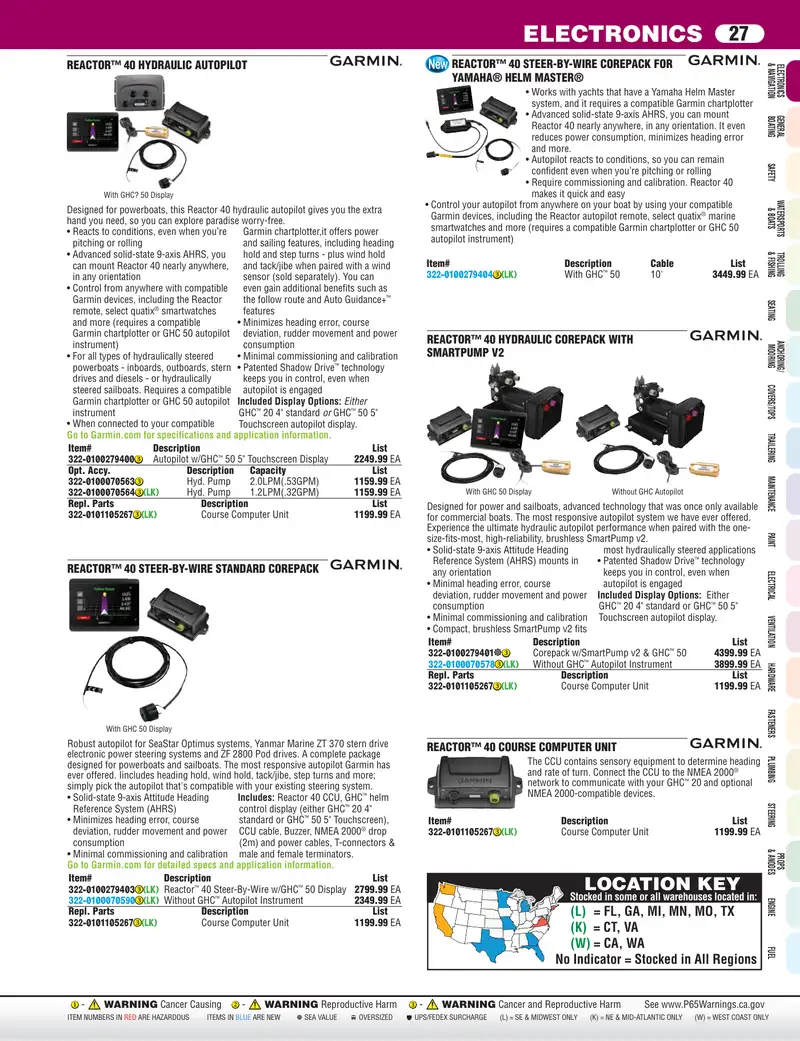 ELECTRONICS 27
REACTOR™ 40 HYDRAULIC AUTOPILOT
GARMIN.
With GHC? 50 Display
Designed for powerboats, this Reactor 40 hydraulic autopilot gives you the extra
hand you need, so you can explore paradise worry-free.
• Reacts to conditions, even when you're
pitching or rolling
• Advanced solid-state 9-axis AHRS, you
can mount Reactor 40 nearly anywhere,
in any orientation
• Control from anywhere with compatible
Garmin devices, including the Reactor
remote, select quatix® smartwatches
and more (requires a compatible
Garmin chartplotter or GHC 50 autopilot
instrument)
• For all types of hydraulically steered
powerboats - inboards, outboards, stern
drives and diesels - or hydraulically
steered sailboats. Requires a compatible
Garmin chartplotter or GHC 50 autopilot
instrument
• When connected to your compatible
Garmin chartplotter,it offers power
and sailing features, including heading
hold and step turns - plus wind hold
and tack/jibe when paired with a wind
sensor (sold separately). You can
even gain additional benefits such as
the follow route and Auto Guidance+™
features
• Minimizes heading error, course
deviation, rudder movement and power
consumption
• Minimal commissioning and calibration
• Patented Shadow Drive™ technology
keeps you in control, even when
autopilot is engaged
Included Display Options: Either
GHC™ 20 4" standard or GHC™ 50 5"
Touchscreen autopilot display.
Go to Garmin.com for specifications and application information.
Item# Description List
322-0100279400 3 Autopilot w/GHC™ 50 5" Touchscreen Display 2249.99 EA
Opt. Accy. Description Capacity List
322-0100070563 3 Hyd. Pump 2.0LPM(.53GPM) 1159.99 EA
322-0100070564 3 (LK) Hyd. Pump 1.2LPM(.32GPM) 1159.99 EA
Repl. Parts Description List
322-0101105267 3 (LK) Course Computer Unit 1199.99 EA
REACTOR™ 40 STEER-BY-WIRE STANDARD COREPACK
GARMIN.
With GHC 50 Display
Robust autopilot for SeaStar Optimus systems, Yanmar Marine ZT 370 stern drive
electronic power steering systems and ZF 2800 Pod drives. A complete package
designed for powerboats and sailboats. The most responsive autopilot Garmin has
ever offered. Iincludes heading hold, wind hold, tack/jibe, step turns and more;
simply pick the autopilot that's compatible with your existing steering system.
• Solid-state 9-axis Attitude Heading
Reference System (AHRS)
• Minimizes heading error, course
deviation, rudder movement and power
consumption
• Minimal commissioning and calibration
Includes: Reactor 40 CCU, GHC™ helm
control display (either GHC™ 20 4"
standard or GHC™ 50 5" Touchscreen),
CCU cable, Buzzer, NMEA 2000® drop
(2m) and power cables, T-connectors &
male and female terminators.
Go to Garmin.com for detailed specs and application information.
Item# Description List
322-0100279403 3 (LK) Reactor™ 40 Steer-By-Wire w/GHC™ 50 Display 2799.99 EA
322-0100070590 3 (LK) Without GHC™ Autopilot Instrument 2349.99 EA
Repl. Parts Description List
322-0101105267 3 (LK) Course Computer Unit 1199.99 EA
New REACTOR™ 40 STEER-BY-WIRE COREPACK FOR
YAMAHA® HELM MASTER®
GARMIN.
• Works with yachts that have a Yamaha Helm Master
system, and it requires a compatible Garmin chartplotter
• Advanced solid-state 9-axis AHRS, you can mount
Reactor 40 nearly anywhere, in any orientation. It even
reduces power consumption, minimizes heading error
and more.
• Autopilot reacts to conditions, so you can remain
confident even when you're pitching or rolling
• Require commissioning and calibration. Reactor 40
makes it quick and easy
• Control your autopilot from anywhere on your boat by using your compatible
Garmin devices, including the Reactor autopilot remote, select quatix® marine
smartwatches and more (requires a compatible Garmin chartplotter or GHC 50
autopilot instrument)
Item# Description Cable List
322-0100279404 3 (LK) With GHC™ 50 10' 3449.99 EA
REACTOR™ 40 HYDRAULIC COREPACK WITH
SMARTPUMP V2
GARMIN.
With GHC 50 Display Without GHC Autopilot
Designed for power and sailboats, advanced technology that was once only available
for commercial boats. The most responsive autopilot system we have ever offered.
Experience the ultimate hydraulic autopilot performance when paired with the one-
size-fits-most, high-reliability, brushless SmartPump v2.
• Solid-state 9-axis Attitude Heading
Reference System (AHRS) mounts in
any orientation
• Minimal heading error, course
deviation, rudder movement and power
consumption
• Minimal commissioning and calibration
• Compact, brushless SmartPump v2 fits
most hydraulically steered applications
• Patented Shadow Drive™ technology
keeps you in control, even when
autopilot is engaged
Included Display Options: Either
GHC™ 20 4" standard or GHC™ 50 5"
Touchscreen autopilot display.
Item# Description List
322-0100279401 3 Corepack w/SmartPump v2 & GHC™ 50 4399.99 EA
322-0100070578 3 (LK) Without GHC™ Autopilot Instrument 3899.99 EA
Repl. Parts Description List
322-0101105267 3 (LK) Course Computer Unit 1199.99 EA
REACTOR™ 40 COURSE COMPUTER UNIT
GARMIN.
GARMIN
The CCU contains sensory equipment to determine heading
and rate of turn. Connect the CCU to the NMEA 2000®
network to communicate with your GHC™ 20 and optional
NMEA 2000-compatible devices.
Item# Description List
322-0101105267 3 (LK) Course Computer Unit 1199.99 EA
LOCATION KEY
Stocked in some or all warehouses located in:
(L) = FL, GA, MI, MN, MO, TX
(K) = CT, VA
(W) = CA, WA
No Indicator = Stocked in All Regions
ELECTRONICS
& NAVIGATION
GENERAL
BOATING
SAFETY
WATERSPORTS
& BOATS
TROLLING
& FISHING
SEATING
ANCHORING/
MOORING
COVERS/TOPS
TRAILERING
MAINTENANCE
PAINT
ELECTRICAL
VENTILATION
HARDWARE
FASTENERS
PLUMBING
STEERING
PROPS
& ANODES
ENGINE
FUEL
1 - WARNING Cancer Causing 2 - WARNING Reproductive Harm 3 - WARNING Cancer and Reproductive Harm See www.P65Warnings.ca.gov
ITEM NUMBERS IN RED ARE HAZARDOUS ITEMS IN BLUE ARE NEW SEA VALUE OVERSIZED UPS/FEDEX SURCHARGE (L) = SE & MIDWEST ONLY (K) = NE & MID-ATLANTIC ONLY (W) = WEST COAST ONLY